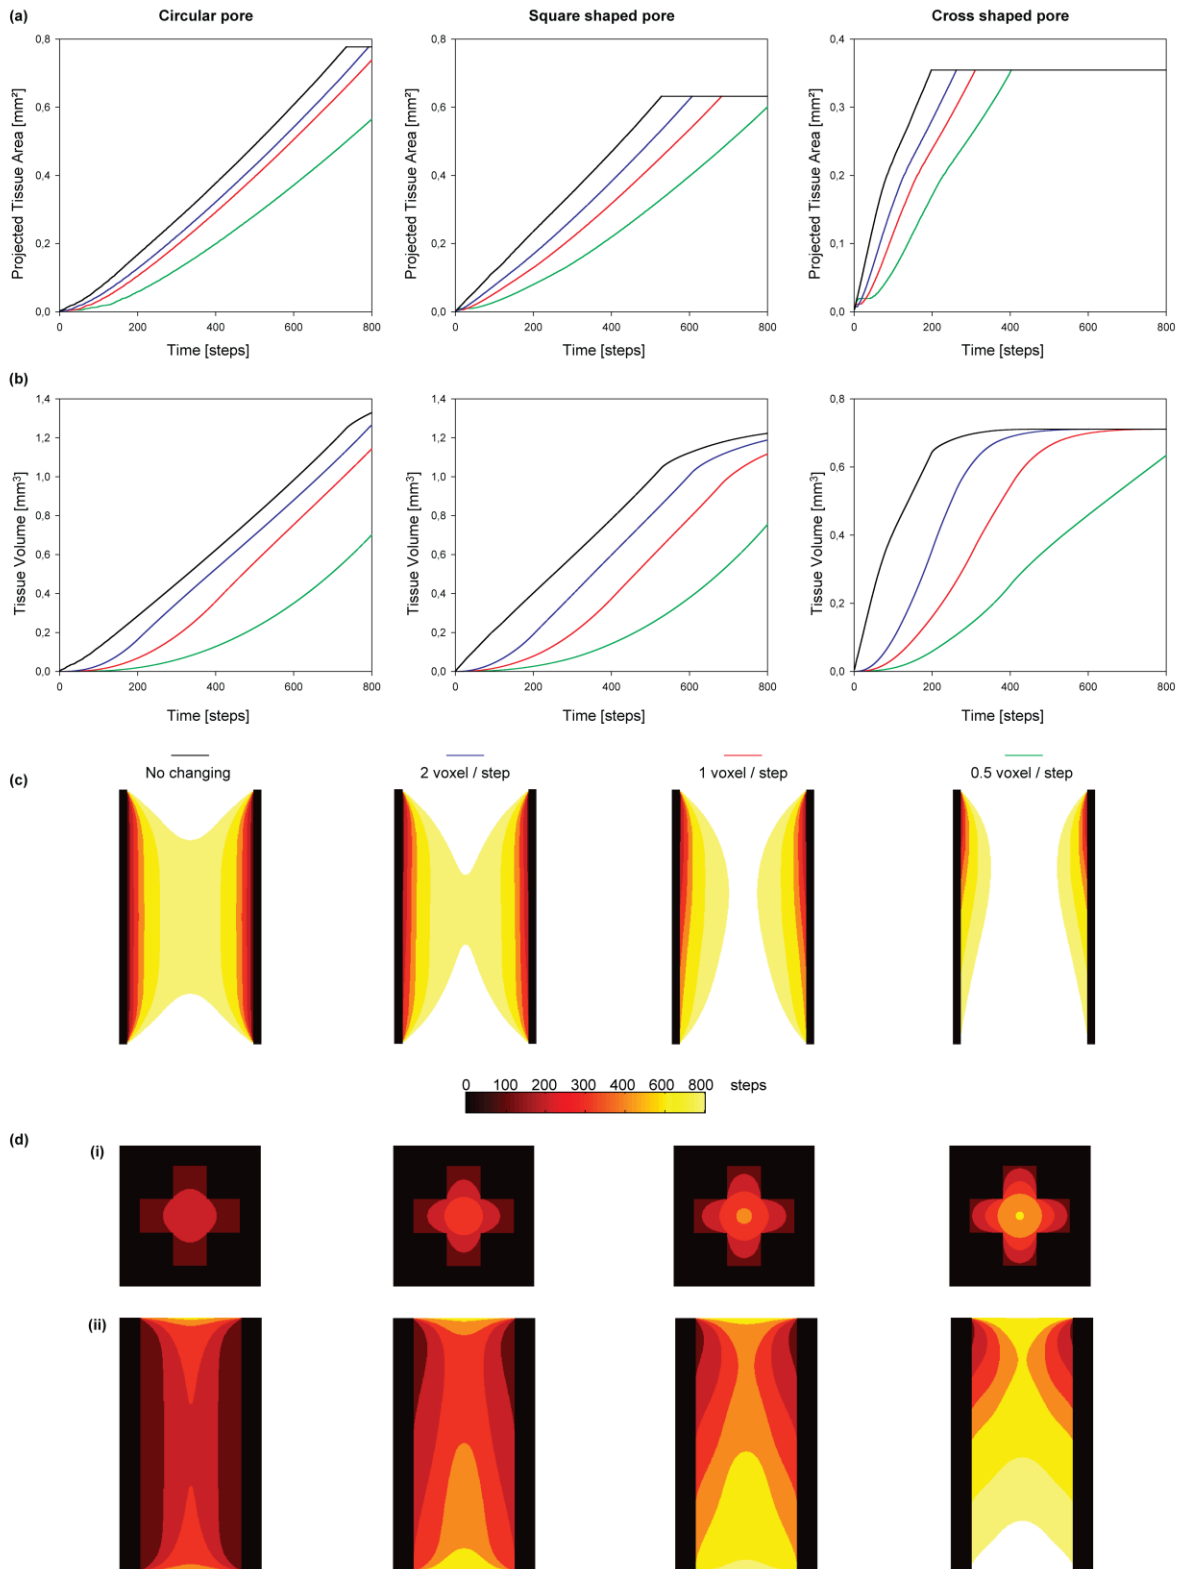 (a)
Circular pore
Square shaped pore
Cross shaped pore
0,8
0,6
0,4
0,2
0,0
Projected Tissue Area [mm²]
0
200
400
600
800
Time [steps]
0,8
0,6
0,4
0,2
0,0
Projected Tissue Area [mm²]
0
200
400
600
800
Time [steps]
0,4
0,3
0,2
0,1
0,0
Projected Tissue Area [mm²]
0
200
400
600
800
Time [steps]
(b)
1,4
1,2
1,0
0,8
0,6
0,4
0,2
0,0
Tissue Volume [mm³]
0
200
400
600
800
Time [steps]
1,4
1,2
1,0
0,8
0,6
0,4
0,2
0,0
Tissue Volume [mm³]
0
200
400
600
800
Time [steps]
0,8
0,6
0,4
0,2
0,0
Tissue Volume [mm³]
0
200
400
600
800
Time [steps]
No changing
2 voxel / step
1 voxel / step
0.5 voxel / step
(c)
0 100 200 300 400 600 800 steps
(d)
(i)
(ii)